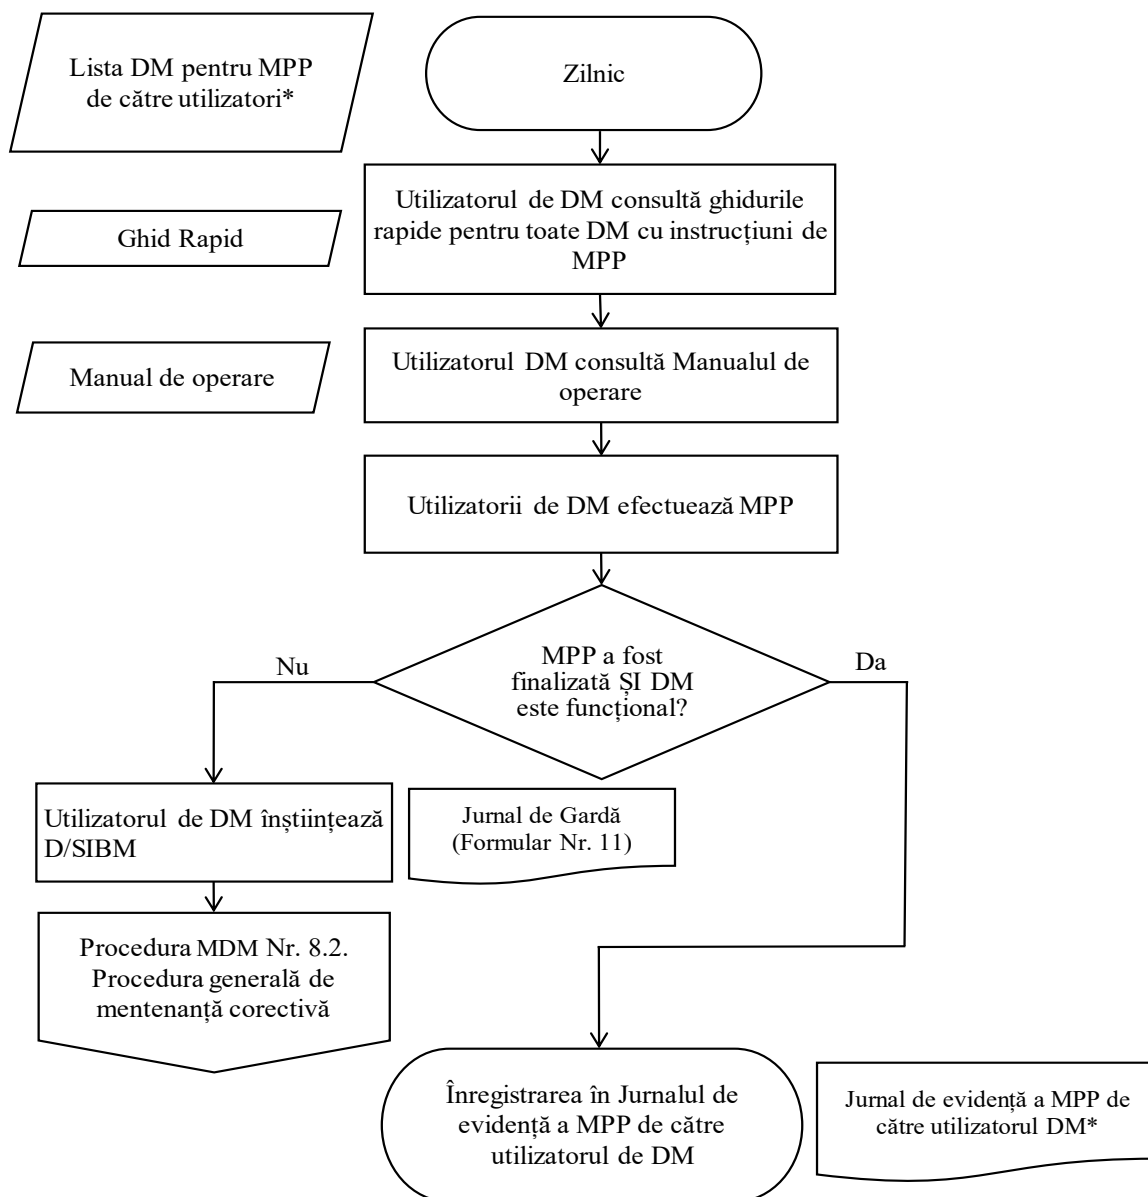 Lista DM pentru MPP
de către utilizatori*
Zilnic
Utilizatorul de DM consultă ghidurile
rapide pentru toate DM cu instrucțiuni de
MPP
Ghid Rapid
Utilizatorul DM consultă Manualul de
operare
Manual de operare
Utilizatorii de DM efectuează MPP
MPP a fost
finalizată ȘI DM
este funcțional?
Nu
Da
Utilizatorul de DM înștiințează
D/SIBM
Jurnal de Gardă
(Formular Nr. 11)
Procedura MDM Nr. 8.2.
Procedura generală de
mentenanță corectivă
Înregistrarea în Jurnalul de
evidență a MPP de către
utilizatorul de DM
Jurnal de evidență a MPP de
către utilizatorul DM*